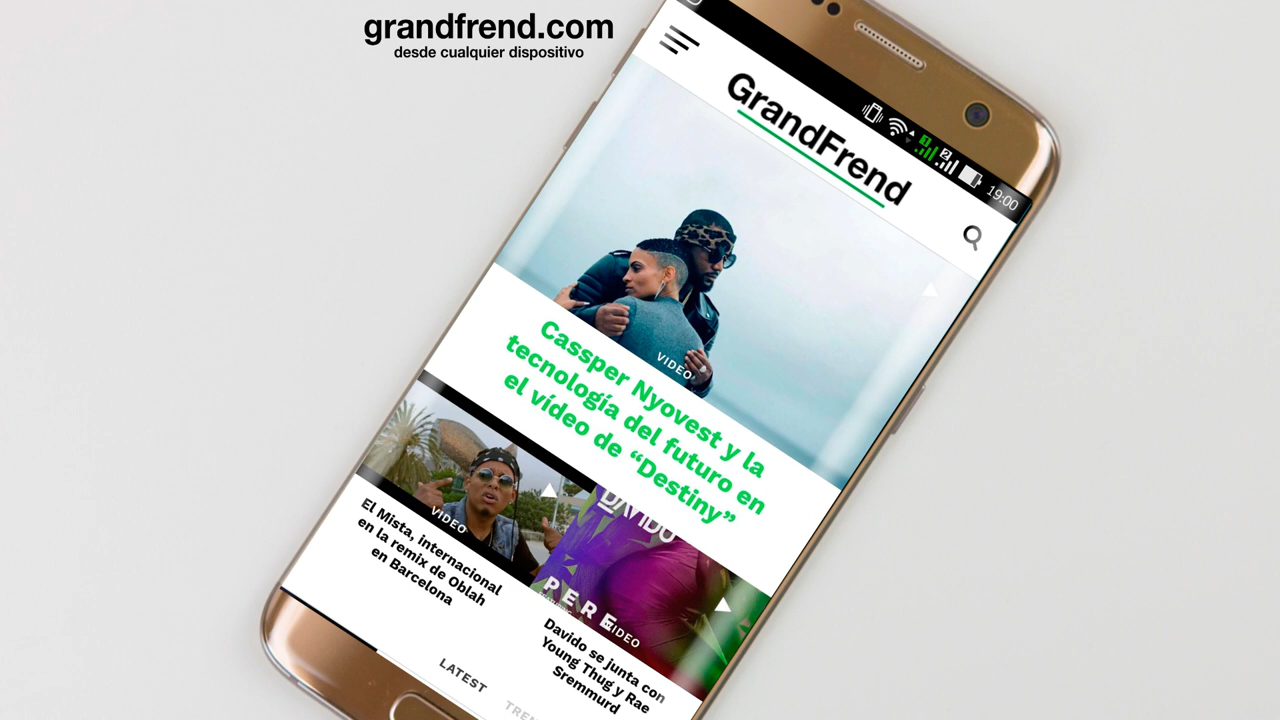 grandfrend.com
desde cualquier dispositivo
19:00
GrandFrend
VIDEO
Cassper Nyovest y la
tecnología del futuro en
el vídeo de “Destiny”
VIDEO
El Mista, internacional
en la remix de Oblah
en Barcelona
DAVIDO
PERE
VIDEO
Davido se junta con
Young Thug y Rae
Sremmurd
LATEST